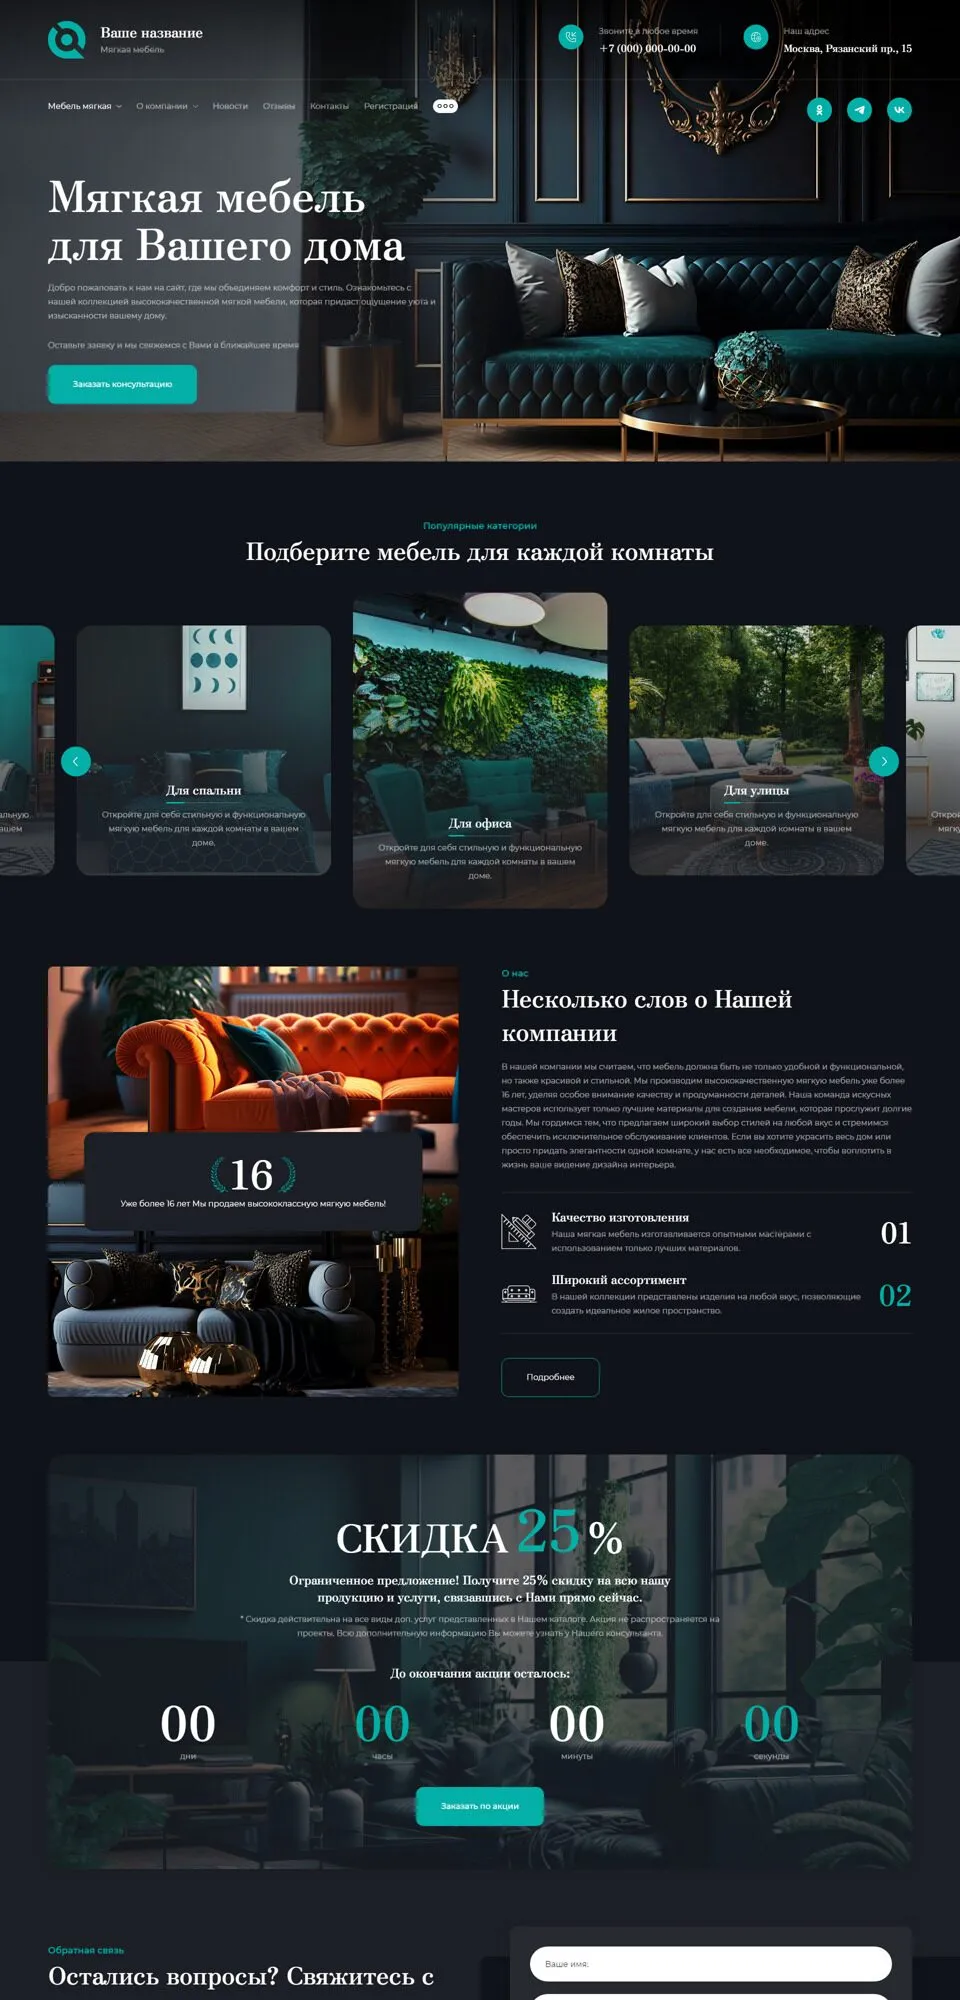 Ваше название
Мягкая мебель
Звоните в любое время
+7 (000) 000-00-00
Наш адрес
Москва, Рязанский пр., 15
Мебель мягкая
О компании
Новости
Отзывы
Контакты
Регистрация
Мягкая мебель
для Вашего дома
Добро пожаловать к нам на сайт, где мы объединяем комфорт и стиль. Ознакомьтесь с
нашей коллекцией высококачественной мягкой мебели, которая придаст ощущение уюта и
изысканности вашему дому.
Оставьте заявку и мы свяжемся с Вами в ближайшее время
Заказать консультацию
Популярные категории
Подберите мебель для каждой комнаты
Для спальни
Откройте для себя стильную и функциональную
мягкую мебель для каждой комнаты в вашем
доме.
Для офиса
Откройте для себя стильную и функциональную
мягкую мебель для каждой комнаты в вашем
доме.
Для улицы
Откройте для себя стильную и функциональную
мягкую мебель для каждой комнаты в вашем
доме.
16
Уже более 16 лет Мы продаем высококлассную мягкую мебель!
О нас
Несколько слов о Нашей
компании
В нашей компании мы считаем, что мебель должна быть не только удобной и функциональной,
но также красивой и стильной. Мы производим высококачественную мягкую мебель уже более
16 лет, уделяя особое внимание качеству и продуманности деталей. Наша команда искусных
мастеров использует только лучшие материалы для создания мебели, которая прослужит долгие
годы. Мы гордимся тем, что предлагаем широкий выбор стилей на любой вкус и стремимся
обеспечить исключительное обслуживание клиентов. Если вы хотите украсить весь дом или
просто придать элегантности одной комнате, у нас есть все необходимое, чтобы воплотить в
жизнь ваше видение дизайна интерьера.
Качество изготовления
Наша мягкая мебель изготавливается опытными мастерами с
использованием только лучших материалов.
01
Широкий ассортимент
В нашей коллекции представлены изделия на любой вкус, позволяющие
создать идеальное жилое пространство.
02
Подробнее
СКИДКА 25 %
Ограниченное предложение! Получите 25% скидку на всю нашу
продукцию и услуги, связавшись с Нами прямо сейчас.
* Скидка действительна на все виды доп. услуг представленных в Нашем каталоге. Акция не распространяется на
проекты. Всю дополнительную информацию Вы можете узнать у Нашего консультанта.
До окончания акции осталось:
00 00 00 00
дни часы минуты секунды
Заказать по акции
Обратная связь
Остались вопросы? Свяжитесь с
Ваше имя: